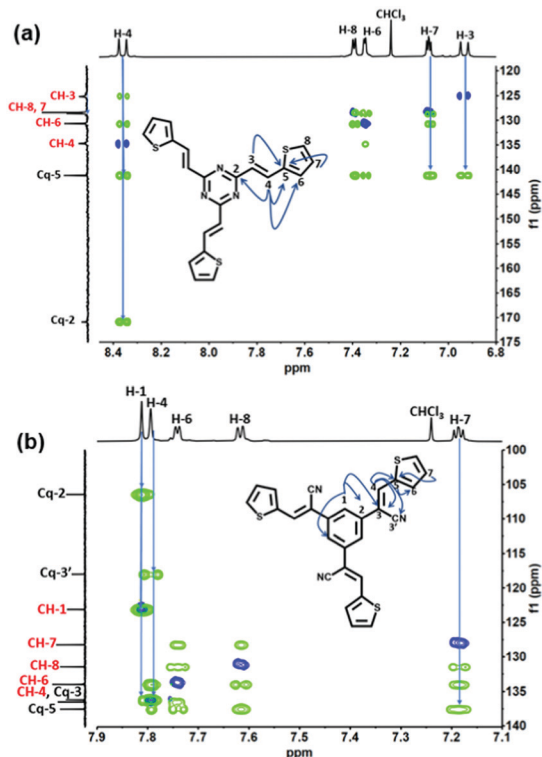 (a)
H-4
H-8
H-6
CHCl3
H-7
H-3
CH-3
CH-8, 7
CH-6
CH-4
Cq-5
Cq-2
S
S
S
N
N
N
2
3
4
5
6
7
8
120
125
130
135
140
145
150
155
160
165
170
175
f1 (ppm)
8.4
8.2
8.0
7.8
7.6
7.4
7.2
7.0
6.8
ppm
(b)
H-1
H-4
H-6
H-8
CHCl3
H-7
Cq-2
Cq-3'
CH-1
CH-7
CH-8
CH-6
CH-4, Cq-3
Cq-5
S
S
S
CN
NC
CN
1
2
3
3'
4
5
6
7
100
105
110
115
120
125
130
135
140
f1 (ppm)
7.9
7.8
7.7
7.6
7.5
7.4
7.3
7.2
7.1
ppm